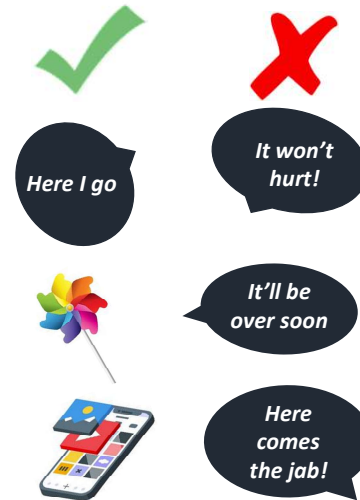 Here I go
It won't
hurt!
It'll be
over soon
Here
comes
the jab!